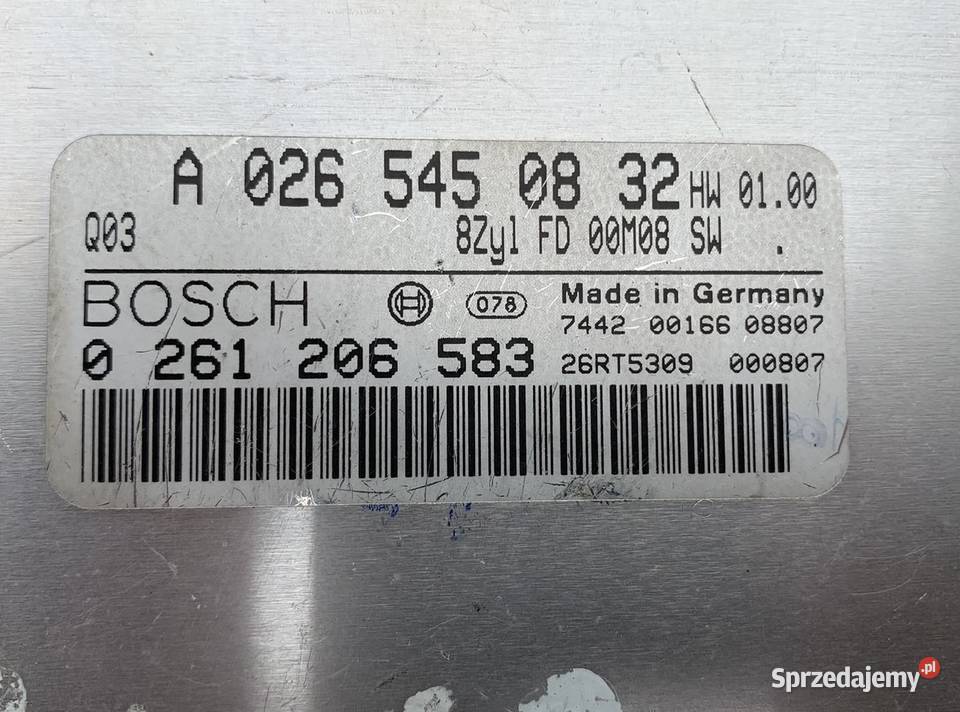 A 026 545 08 32 HW 01.00
Q03 8Zyl FD 00M08 SW .
BOSCH 078 Made in Germany
7442 00166 08807
0 261 206 583 26RT5309 000807
Sprzedajemy.pl